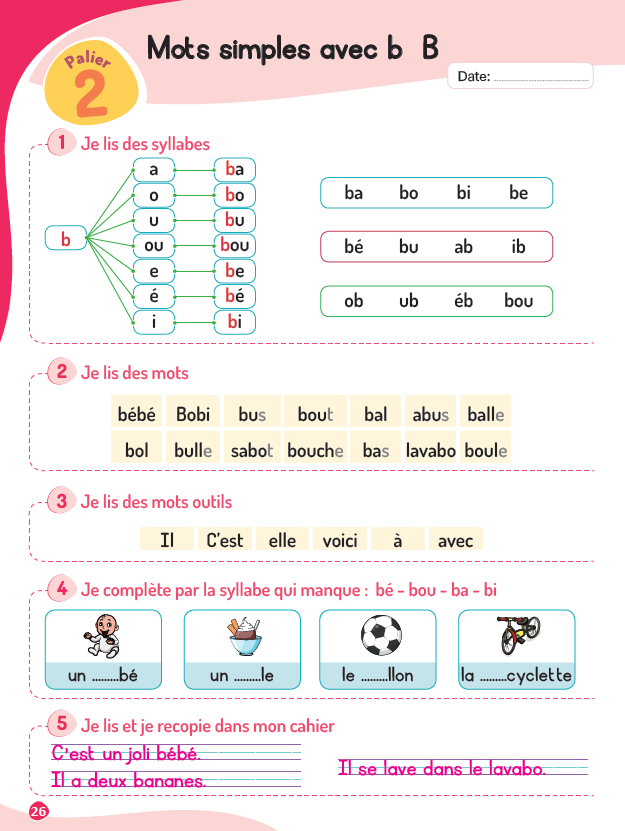 Mots simples avec b B
Palier
2
Date: ........................
1 Je lis des syllabes
b
a ba
o bo
u bu
ou bou
e be
é bé
i bi
ba bo bi be
bé bu ab ib
ob ub éb bou
2 Je lis des mots
bébé Bobi bus bout bal abus balle
bol bulle sabot bouche bas lavabo boule
3 Je lis des mots outils
Il C'est elle voici à avec
4 Je complète par la syllabe qui manque : bé - bou - ba - bi
un .........bé un .........le le .........llon la .........cyclette
5 Je lis et je recopie dans mon cahier
C'est un joli bébé.
Il a deux bananes.
Il se lave dans le lavabo.
26